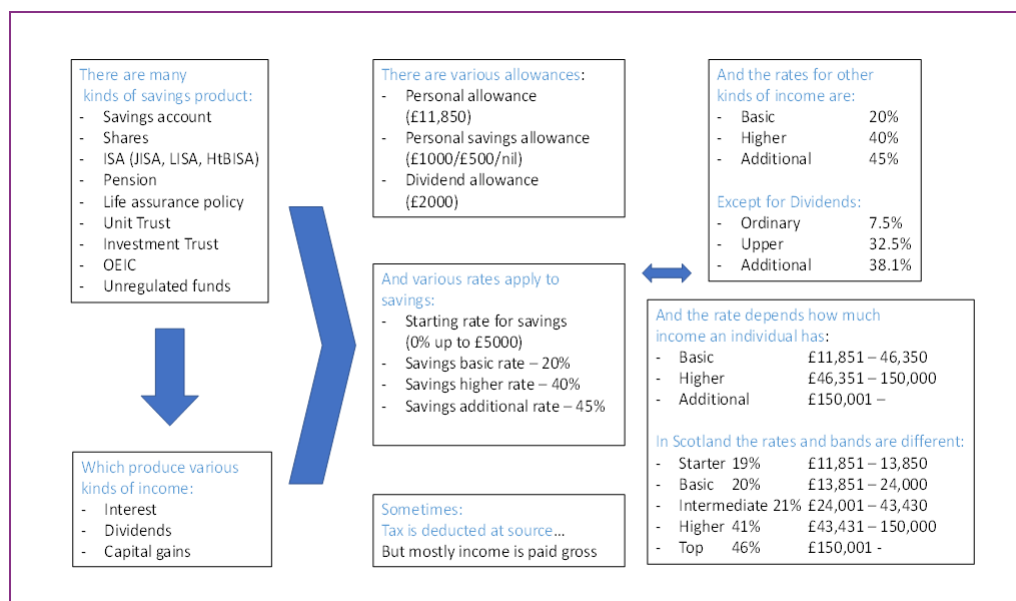 There are many
kinds of savings product:
- Savings account
- Shares
- ISA (JISA, LISA, HtBISA)
- Pension
- Life assurance policy
- Unit Trust
- Investment Trust
- OEIC
- Unregulated funds
Which produce various
kinds of income:
- Interest
- Dividends
- Capital gains
There are various allowances:
- Personal allowance
(£11,850)
- Personal savings allowance
(£1000/£500/nil)
- Dividend allowance
(£2000)
And various rates apply to
savings:
- Starting rate for savings
(0% up to £5000)
- Savings basic rate – 20%
- Savings higher rate – 40%
- Savings additional rate – 45%
Sometimes:
Tax is deducted at source...
But mostly income is paid gross
And the rates for other
kinds of income are:
- Basic 20%
- Higher 40%
- Additional 45%
Except for Dividends:
- Ordinary 7.5%
- Upper 32.5%
- Additional 38.1%
And the rate depends how much
income an individual has:
- Basic £11,851 – 46,350
- Higher £46,351 – 150,000
- Additional £150,001 –
In Scotland the rates and bands are different:
- Starter 19% £11,851 – 13,850
- Basic 20% £13,851 – 24,000
- Intermediate 21% £24,001 – 43,430
- Higher 41% £43,431 – 150,000
- Top 46% £150,001 -